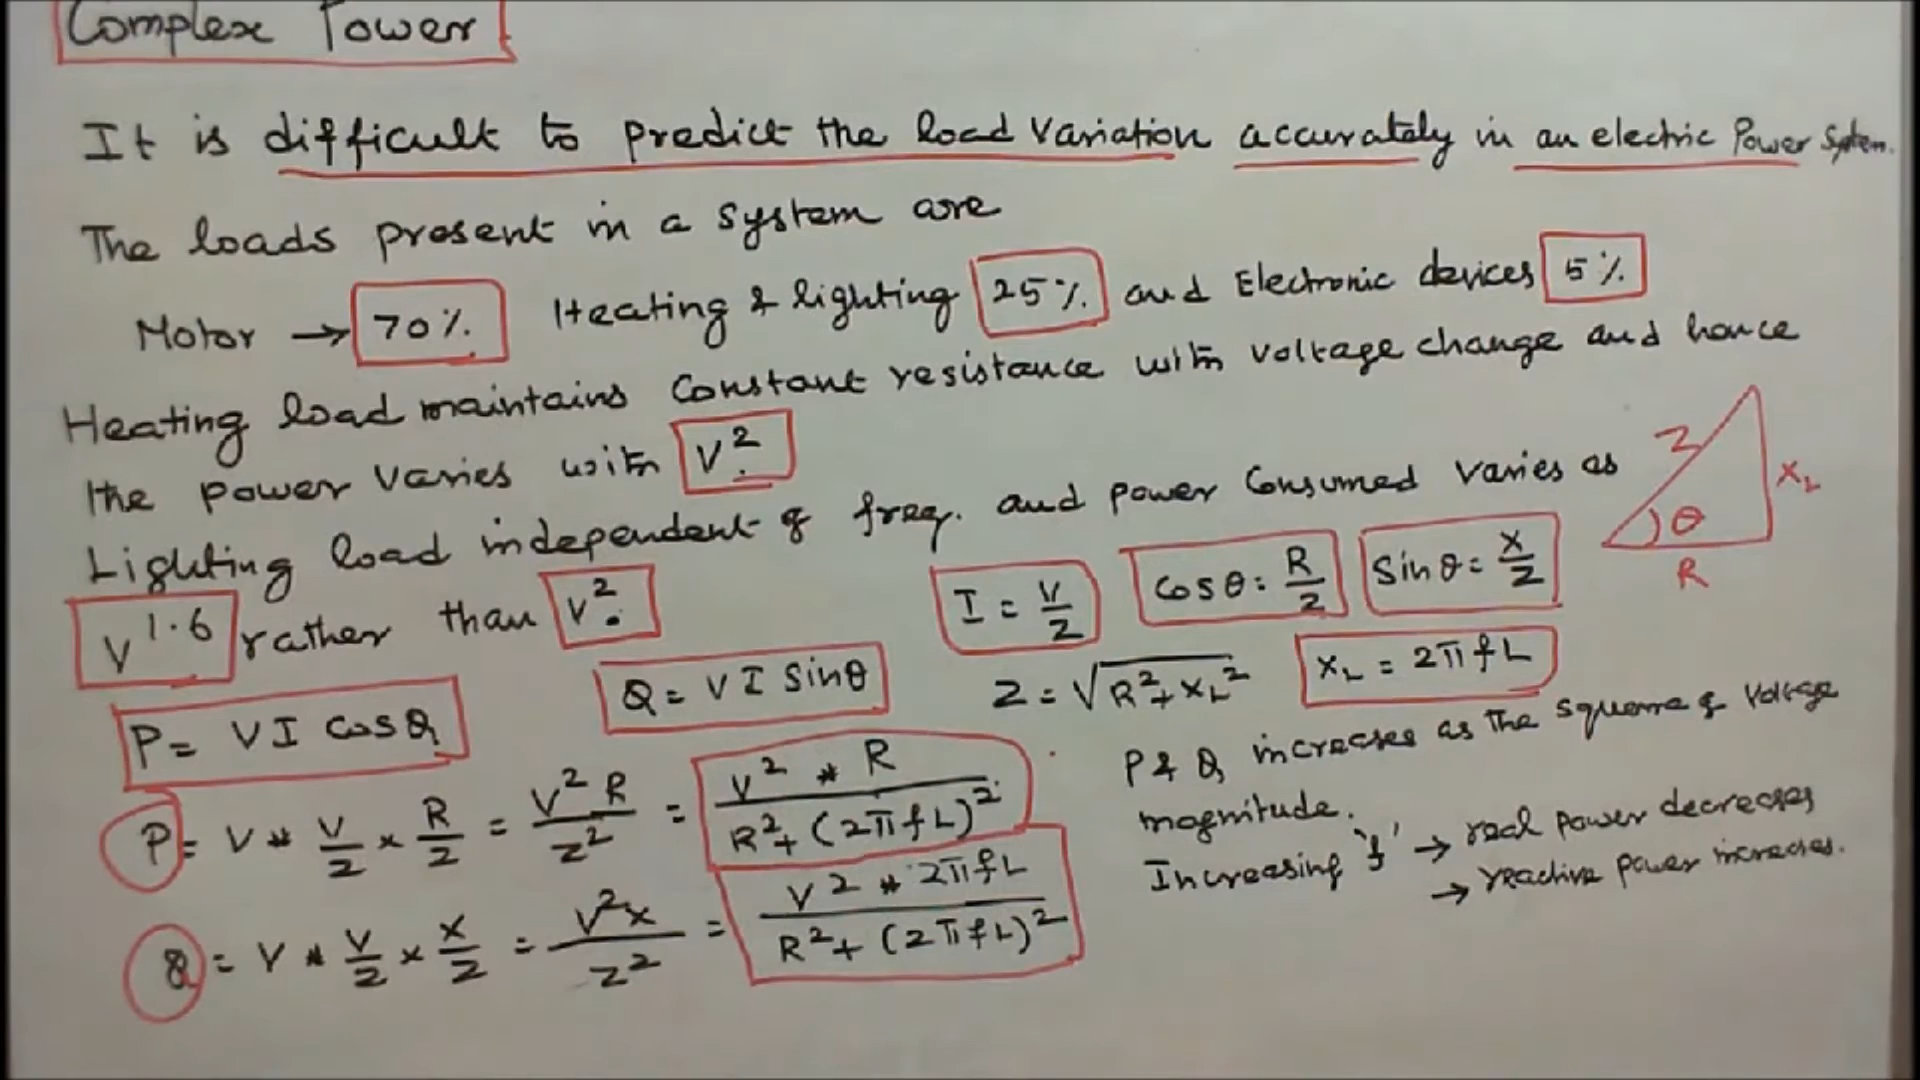 Complex Power
It is difficult to predict the load variation accurately in an electric Power System.
The loads present in a system are
Motor → 70%. Heating & lighting 25%. and Electronic devices 5%.
Heating load maintains Constant resistance with voltage change and hence
the power varies with V².
Lighting load independent of freq. and power Consumed varies as
V^1.6 rather than V².
I = V/Z
Cosθ = R/Z
Sinθ = X/Z
Z
X_L
θ
R
P = VI Cosθ
Q = VI Sinθ
Z = √(R² + X_L²)
X_L = 2πfL
P = V * V/Z × R/Z = V²R/Z² = V² * R / R² + (2πfL)²
Q = V * V/Z × X/Z = V²X/Z² = V² * 2πfL / R² + (2πfL)²
P & Q increases as the square of Voltage
magnitude.
Increasing 'f' → real power decreases
→ reactive power increases.